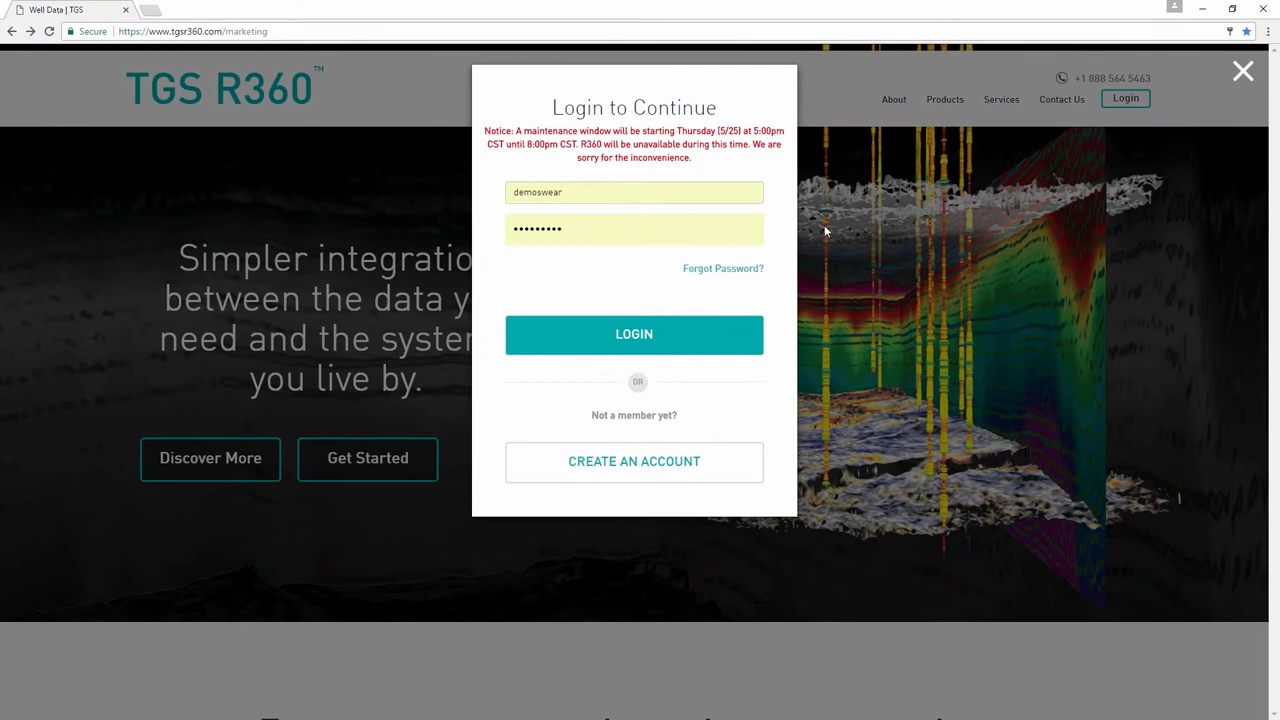 Well Data | TGS
Secure https://www.tgsr360.com/marketing
TGS R360™
+1 888 564 5463
About Products Services Contact Us Login
Login to Continue
Notice: A maintenance window will be starting Thursday (5/25) at 5:00pm
CST until 8:00pm CST. R360 will be unavailable during this time. We are
sorry for the inconvenience.
demoswear
•••••••••
Forgot Password?
LOGIN
OR
Not a member yet?
CREATE AN ACCOUNT
Simpler integratio
between the data y
need and the system
you live by.
Discover More Get Started